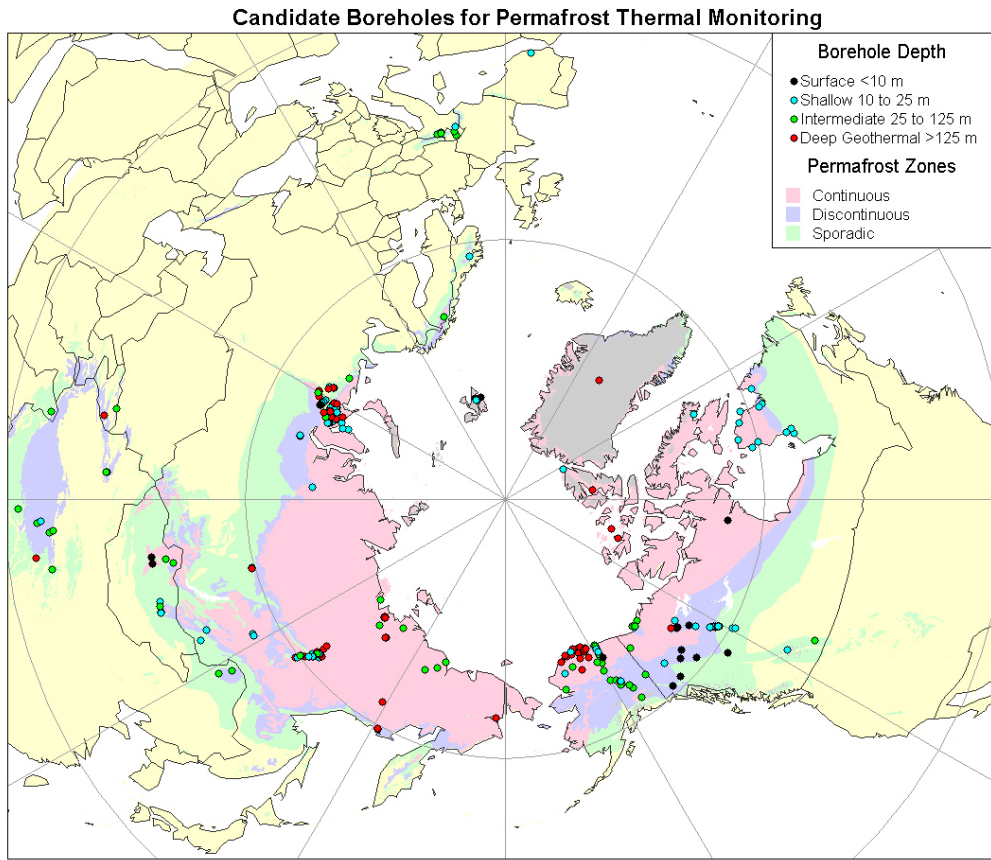 Candidate Boreholes for Permafrost Thermal Monitoring
Borehole Depth
Surface <10 m
Shallow 10 to 25 m
Intermediate 25 to 125 m
Deep Geothermal >125 m
Permafrost Zones
Continuous
Discontinuous
Sporadic